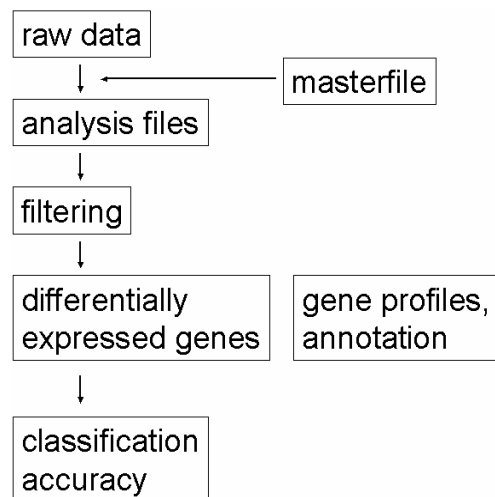 raw data
masterfile
analysis files
filtering
differentially
expressed genes
gene profiles,
annotation
classification
accuracy